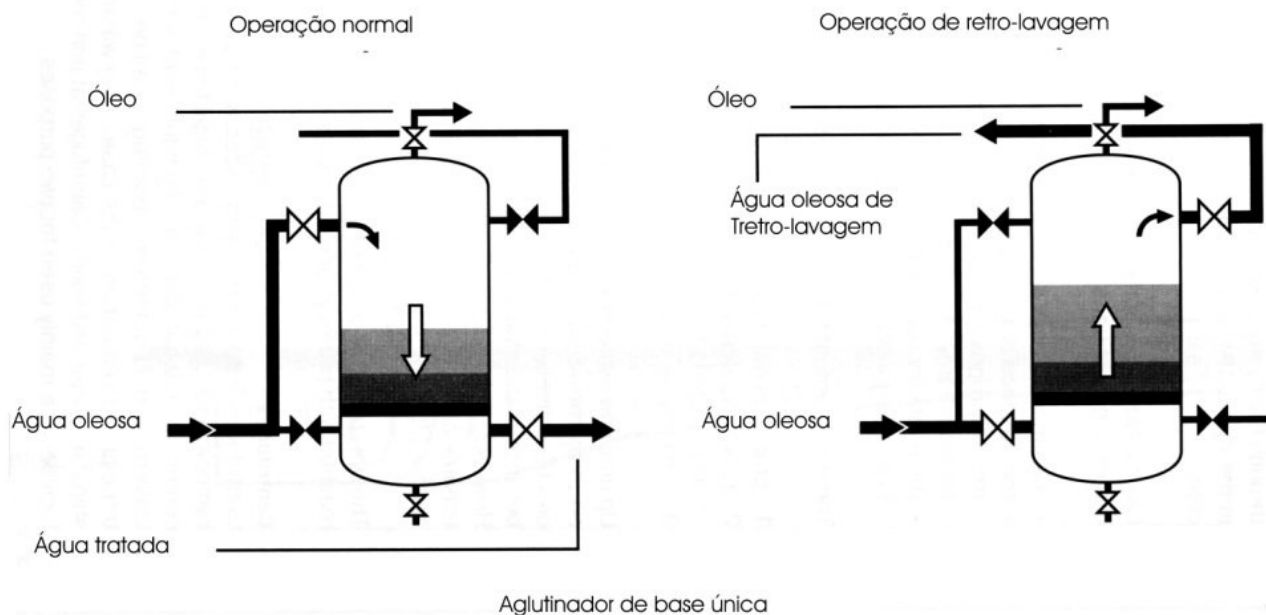 Operação normal
Óleo
Água oleosa
Água tratada
Operação de retro-lavagem
Óleo
Água oleosa de
Tretro-lavagem
Água oleosa
Aglutinador de base única